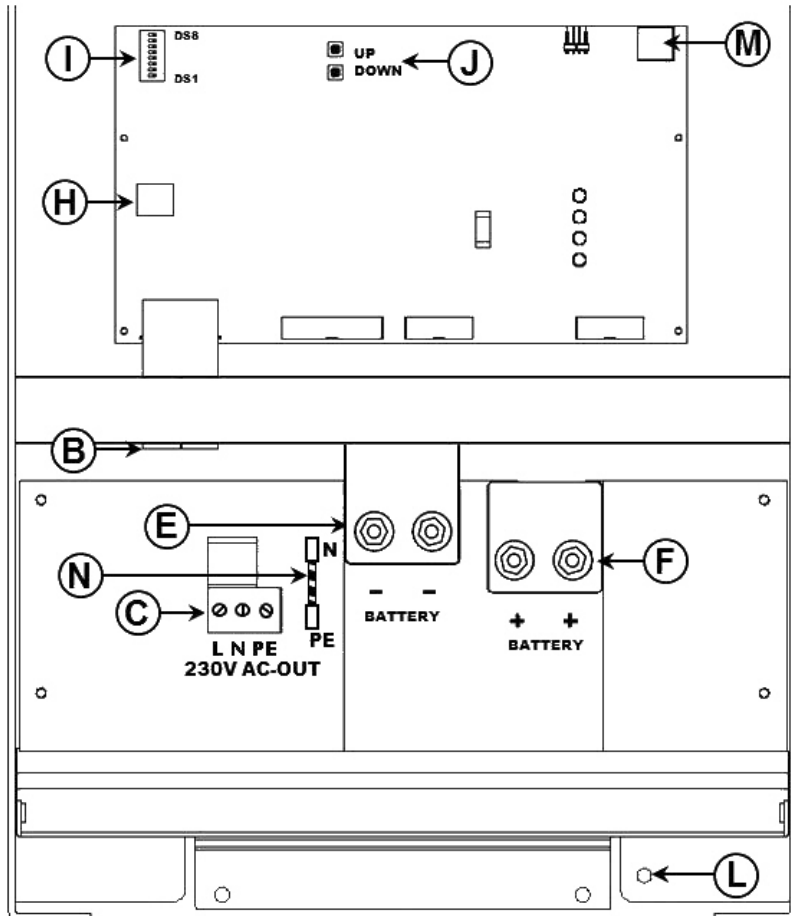 DS8
I
UP
J
M
DOWN
DS1
H
B
E
N
N
F
C
- -
BATTERY
+ +
L N PE
PE
BATTERY
230V AC-OUT
L